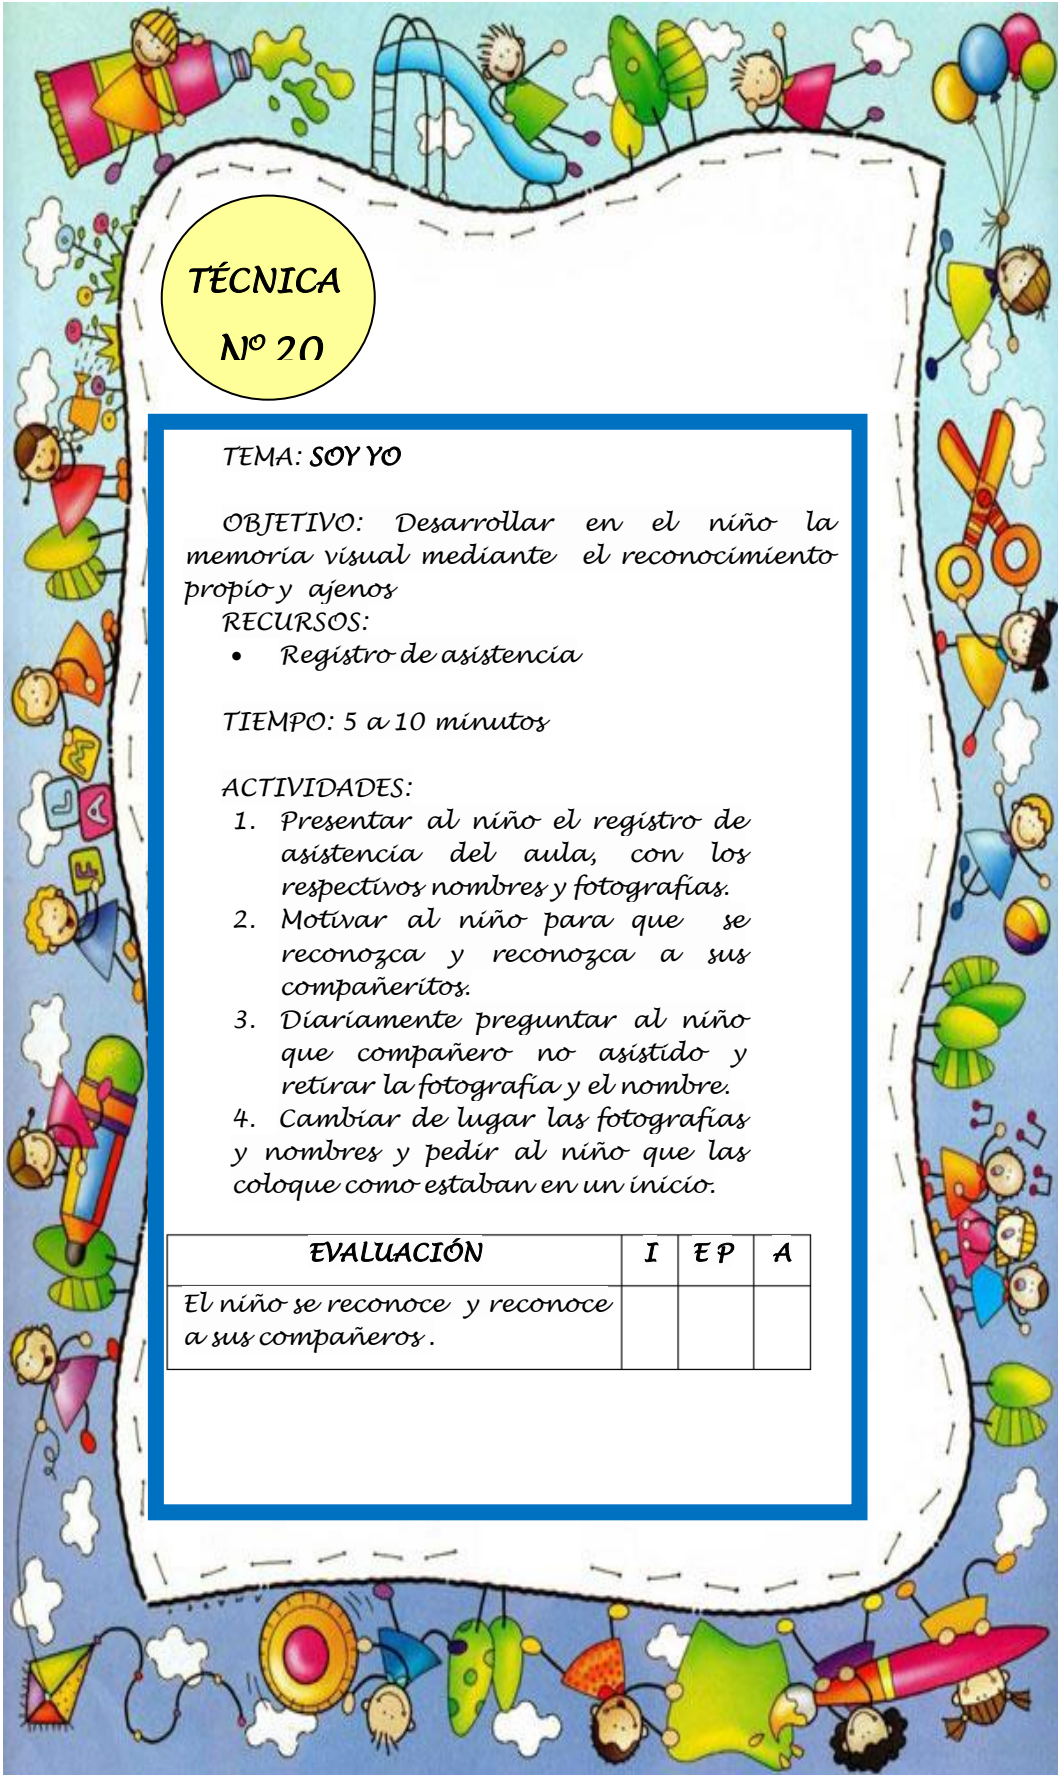 TÉCNICA
Nº 20
TEMA: SOY YO
OBJETIVO: Desarrollar en el niño la
memoria visual mediante el reconocimiento
propio y ajenos
RECURSOS:
• Registro de asistencia
TIEMPO: 5 a 10 minutos
ACTIVIDADES:
1. Presentar al niño el registro de
asistencia del aula, con los
respectivos nombres y fotografías.
2. Motivar al niño para que se
reconozca y reconozca a sus
compañeritos.
3. Diariamente preguntar al niño
que compañero no asistido y
retirar la fotografía y el nombre.
4. Cambiar de lugar las fotografías
y nombres y pedir al niño que las
coloque como estaban en un inicio.
EVALUACIÓN I E P A
El niño se reconoce y reconoce
a sus compañeros .
M
L
A
F